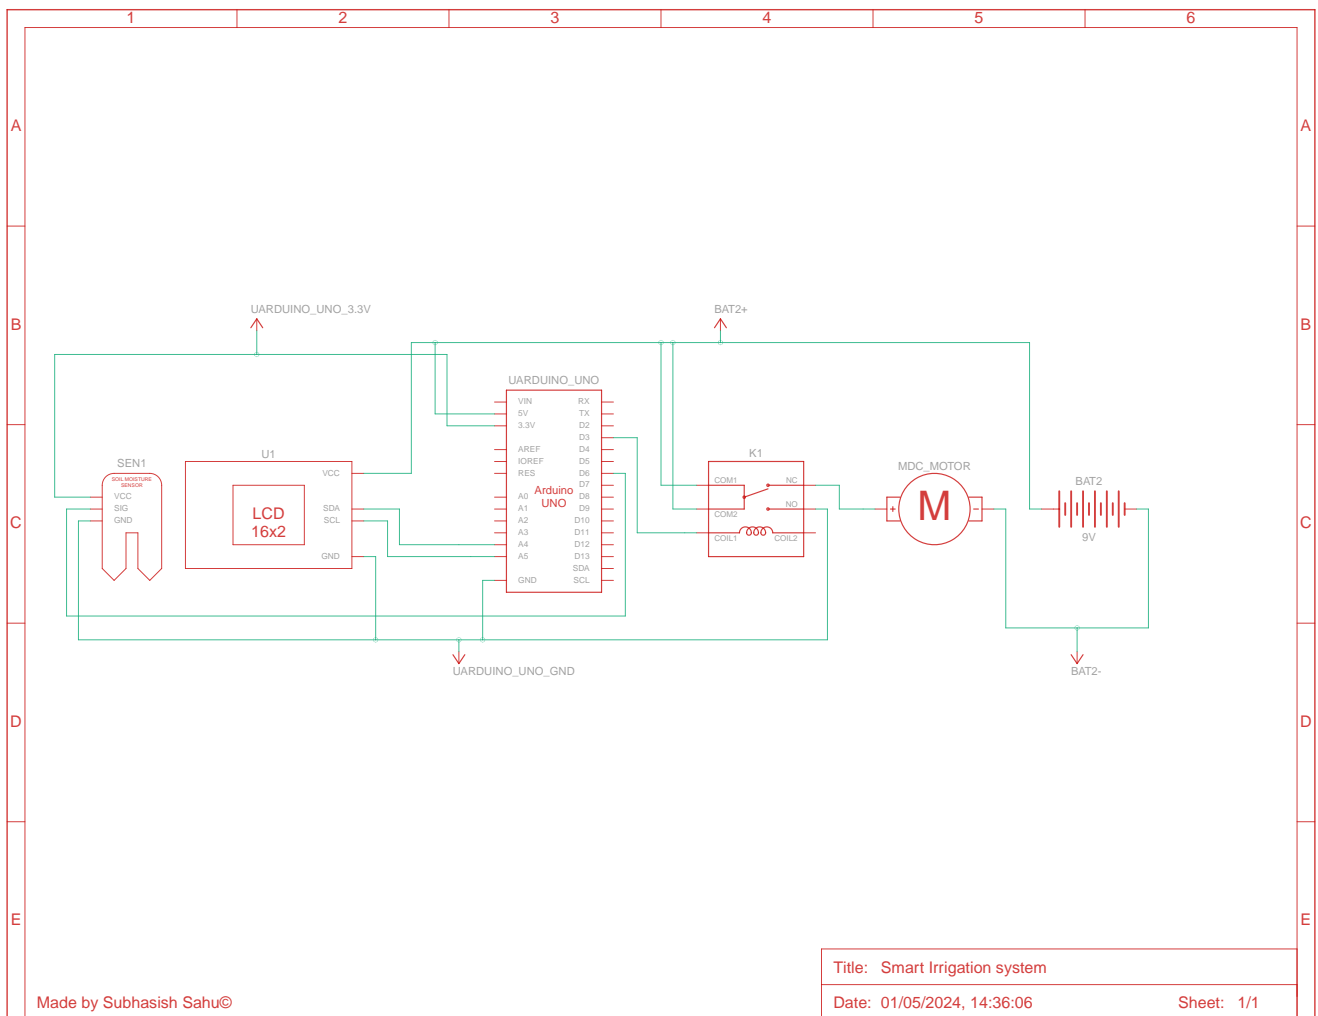 1 2 3 4 5 6
A A
B B
C C
D D
E E
UARDUINO_UNO_3.3V
BAT2+
SEN1
SOIL MOISTURE
SENSOR
VCC
SIG
GND
U1
VCC
LCD
16x2
SDA
SCL
GND
UARDUINO_UNO
VIN RX
5V TX
3.3V D2
D3
AREF D4
IOREF D5
RES D6
D7
A0 D8
A1 D9
A2 D10
A3 D11
A4 D12
A5 D13
SDA
GND SCL
Arduino
UNO
K1
COM1 NC
COM2 NO
COIL1 COIL2
MDC_MOTOR
+ M -
BAT2
9V
UARDUINO_UNO_GND
BAT2-
Title: Smart Irrigation system
Made by Subhasish Sahu©
Date: 01/05/2024, 14:36:06 Sheet: 1/1